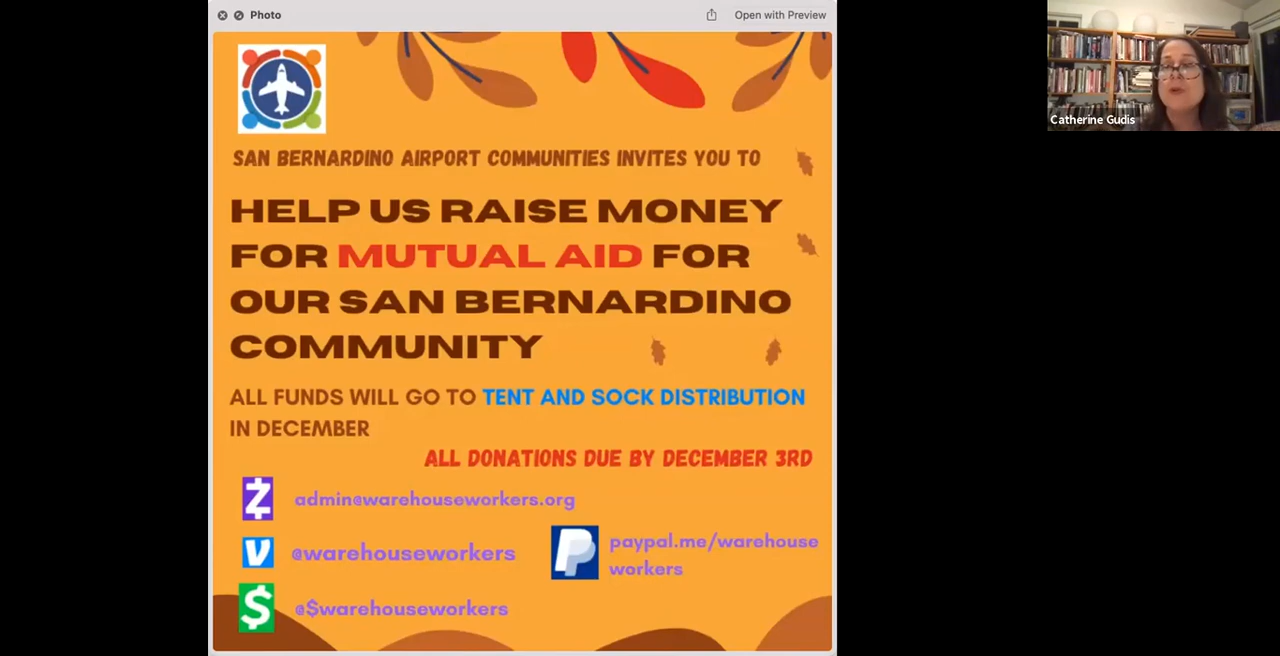 Photo
Open with Preview
Catherine Gudis
SAN BERNARDINO AIRPORT COMMUNITIES INVITES YOU TO
HELP US RAISE MONEY
FOR MUTUAL AID FOR
OUR SAN BERNARDINO
COMMUNITY
ALL FUNDS WILL GO TO TENT AND SOCK DISTRIBUTION
IN DECEMBER
ALL DONATIONS DUE BY DECEMBER 3RD
admin@warehouseworkers.org
@warehouseworkers
paypal.me/warehouse
workers
@$warehouseworkers